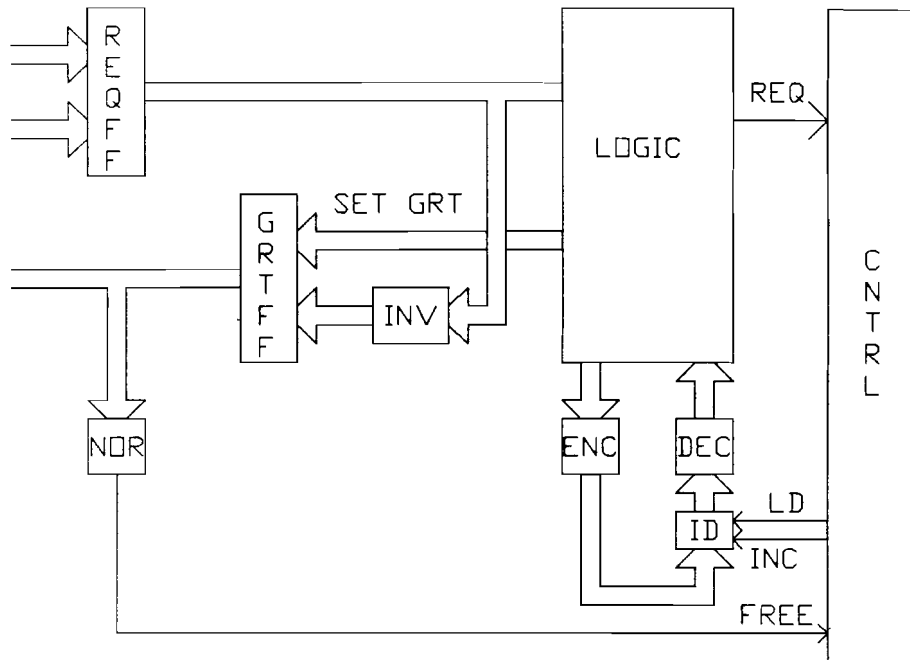 REQFF
LOGIC
REQ
SET GRT
GRTFF
INV
CNTRL
NOR
ENC
DEC
ID
LD
INC
FREE